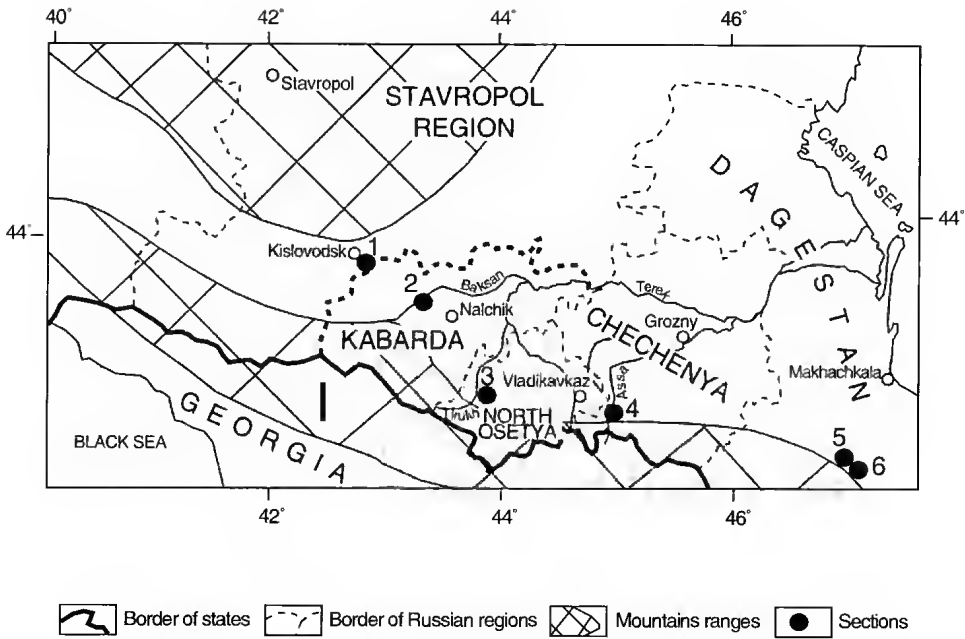 40°
42°
44°
46°
Stavropol
STAVROPOL
REGION
DAGESTAN
CASPIAN SEA
44°
44°
Kislovodsk
1
2
Baksan
Terek
Nalchik
KABARDA
Grozny
CHECHENYA
Makhachkala
3
Vladikavkaz
Assa
4
NORTH
OSETYA
I
GEORGIA
BLACK SEA
5
6
42°
44°
46°
Border of states
Border of Russian regions
Mountains ranges
Sections